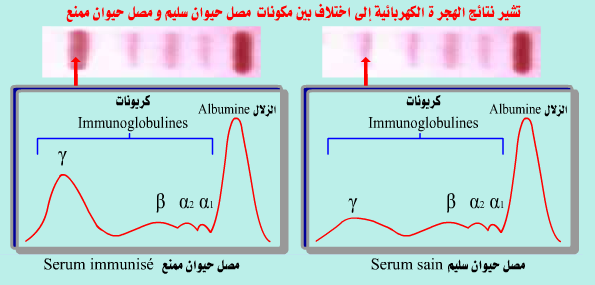 تشير نتائج الهجر ة الكهربائية إلى اختلاف بين مكونات مصل حيوان سليم و مصل حيوان ممنع
كريونات
Immunoglobulines
Albumine الزلال
γ
β
α2
α1
Serum sain مصل حيوان سليم
كريونات
Immunoglobulines
Albumine الزلال
γ
β
α2
α1
Serum immunisé مصل حيوان ممنع